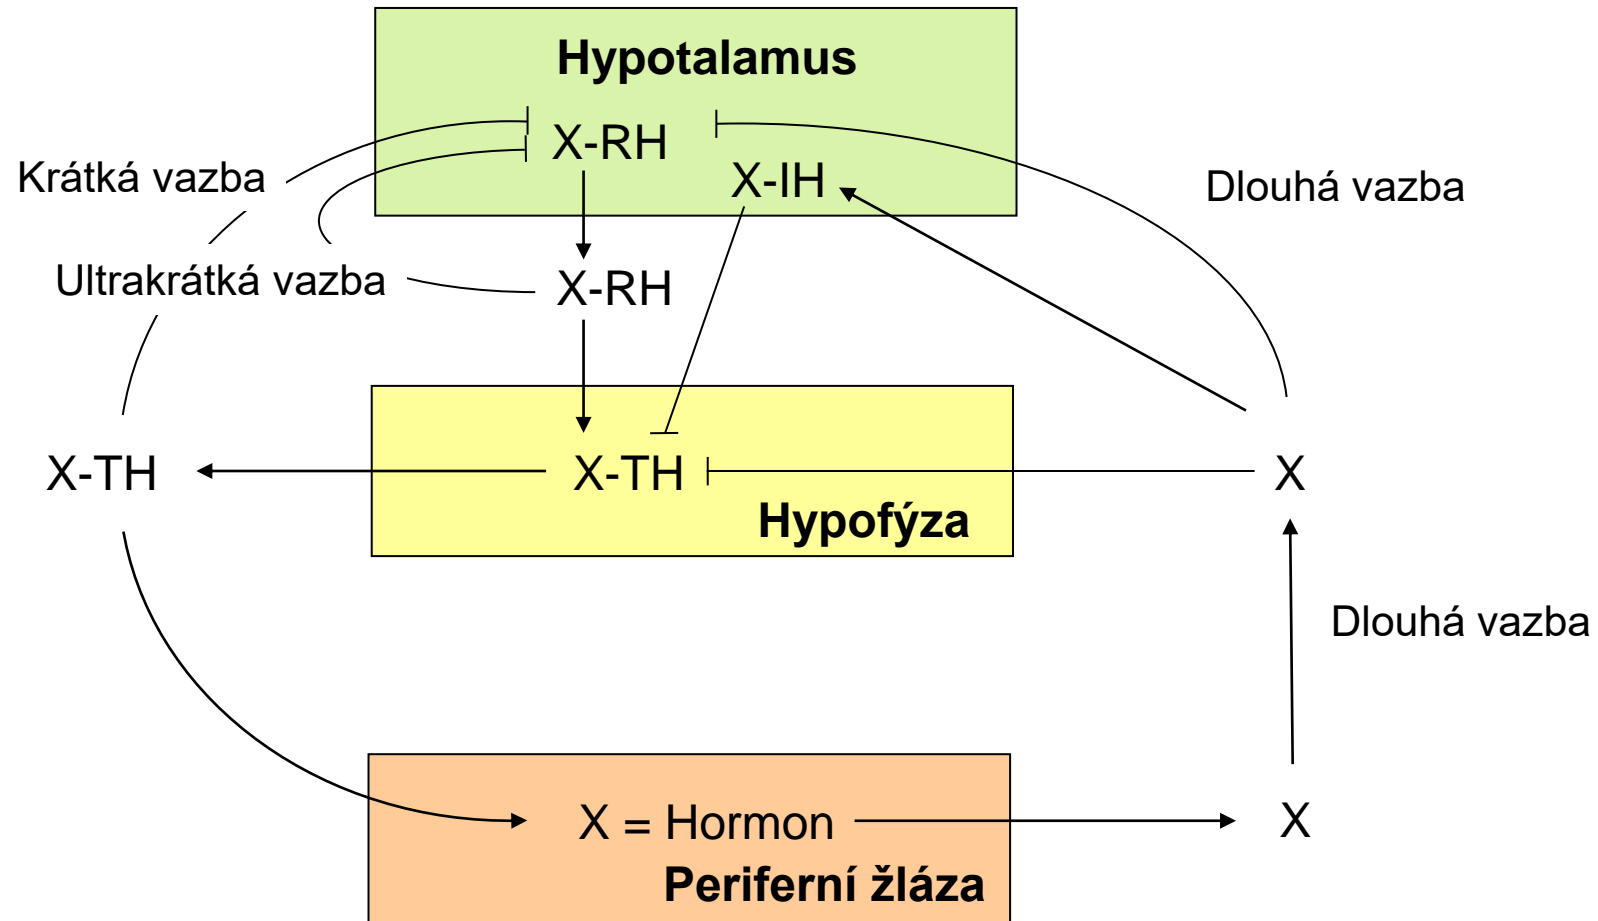 Hypotalamus
X-RH
Krátká vazba
X-IH
Dlouhá vazba
Ultrakrátká vazba
X-RH
X-TH
X-TH
X
Hypofýza
Dlouhá vazba
X = Hormon
X
Periferní žláza